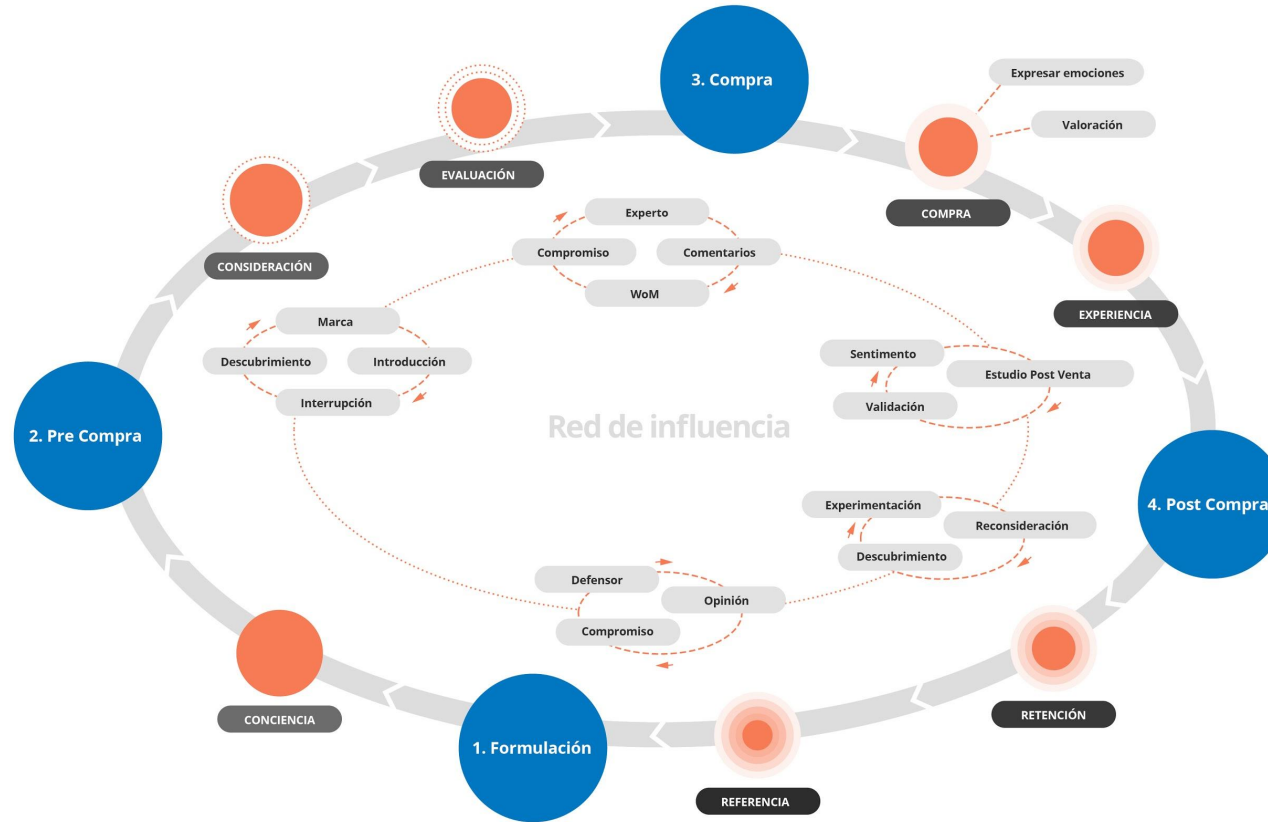 3. Compra
Expresar emociones
Valoración
EVALUACIÓN
COMPRA
CONSIDERACIÓN
EXPERIENCIA
Experto
Compromiso
Comentarios
WoM
Marca
Descubrimiento
Introducción
Interrupción
Sentimento
Estudio Post Venta
Validación
2. Pre Compra
Red de influencia
4. Post Compra
Experimentación
Reconsideración
Descubrimiento
Defensor
Opinión
Compromiso
CONCIENCIA
1. Formulación
RETENCIÓN
REFERENCIA